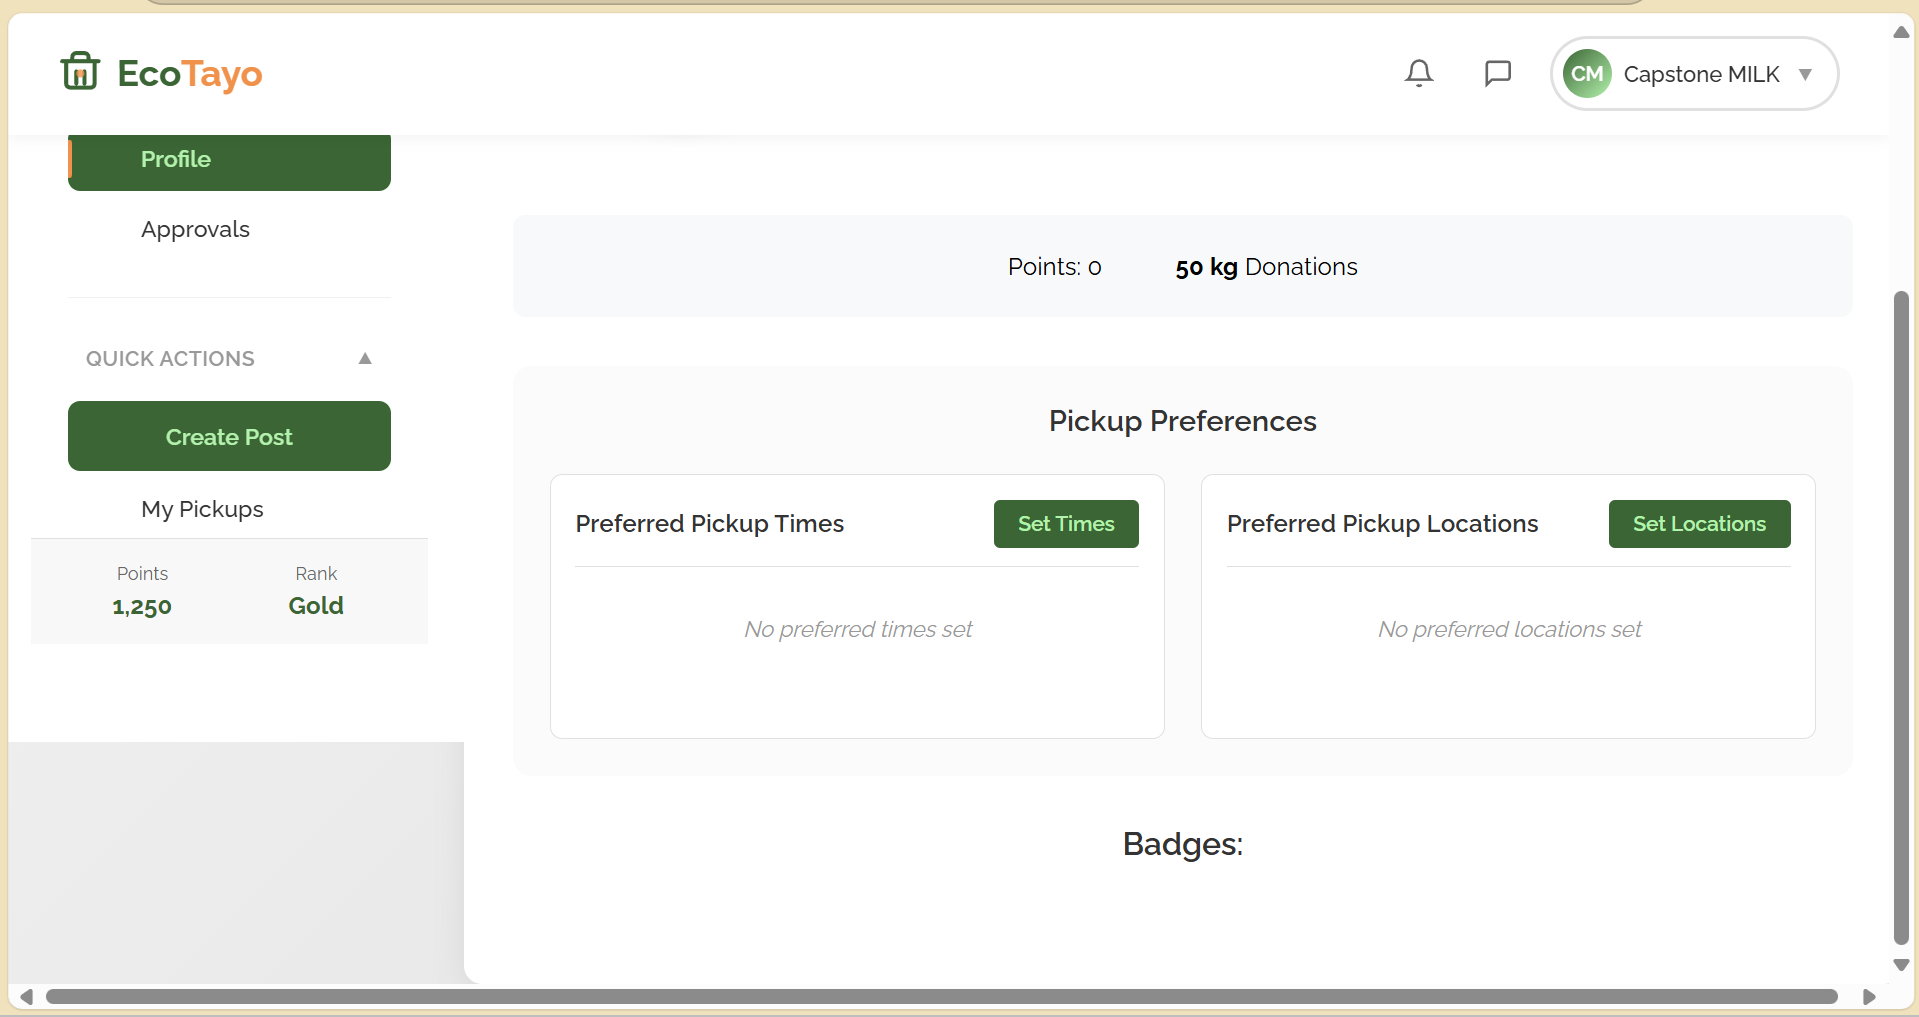 EcoTayo
CM Capstone MILK ▼
Profile
Approvals
QUICK ACTIONS ▲
Create Post
My Pickups
Points Rank
1,250 Gold
Points: 0 50 kg Donations
Pickup Preferences
Preferred Pickup Times Set Times
No preferred times set
Preferred Pickup Locations Set Locations
No preferred locations set
Badges: